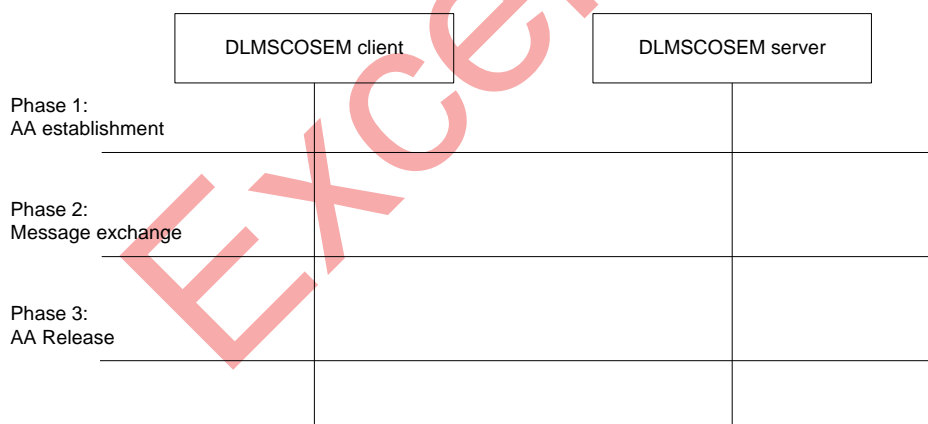 DLMSCOSEM client
DLMSCOSEM server
Phase 1:
AA establishment
Phase 2:
Message exchange
Phase 3:
AA Release
Exce